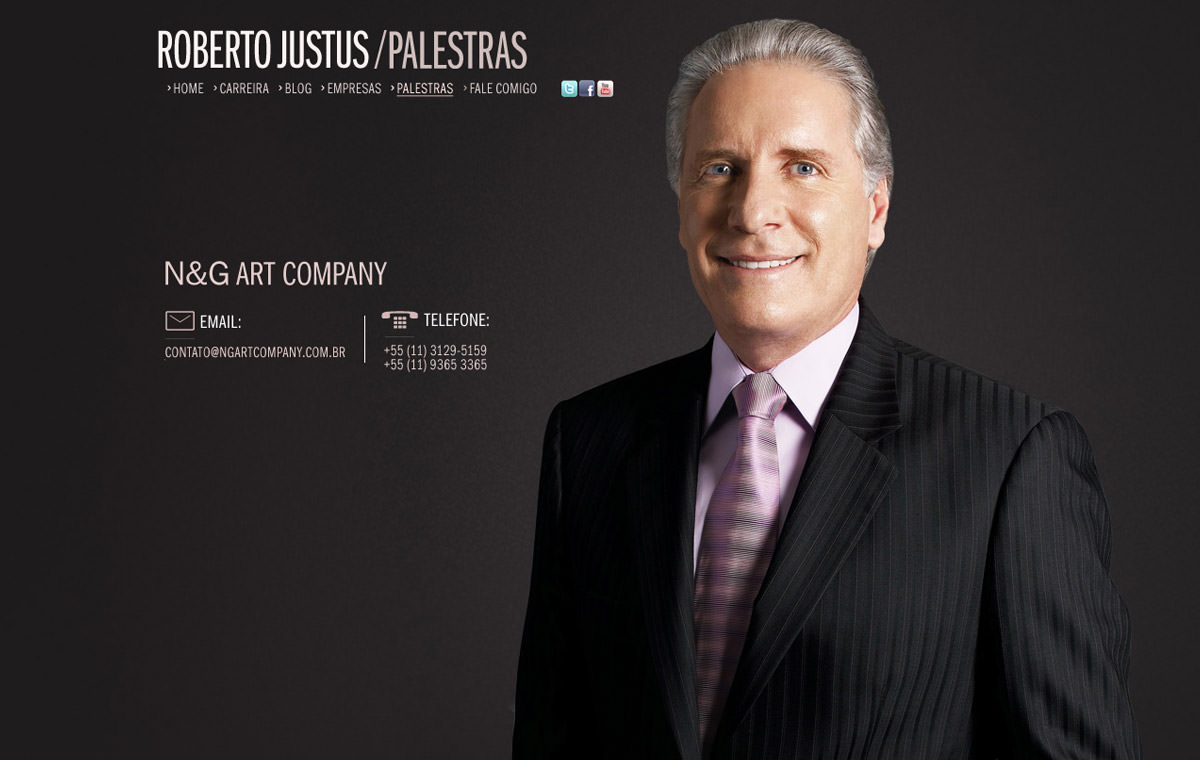 ROBERTO JUSTUS /PALESTRAS
HOME CARREIRA BLOG EMPRESAS PALESTRAS FALE COMIGO
N&G ART COMPANY
EMAIL:
CONTATO@NGARTCOMPANY.COM.BR
TELEFONE:
+55 (11) 3129-5159
+55 (11) 9365 3365